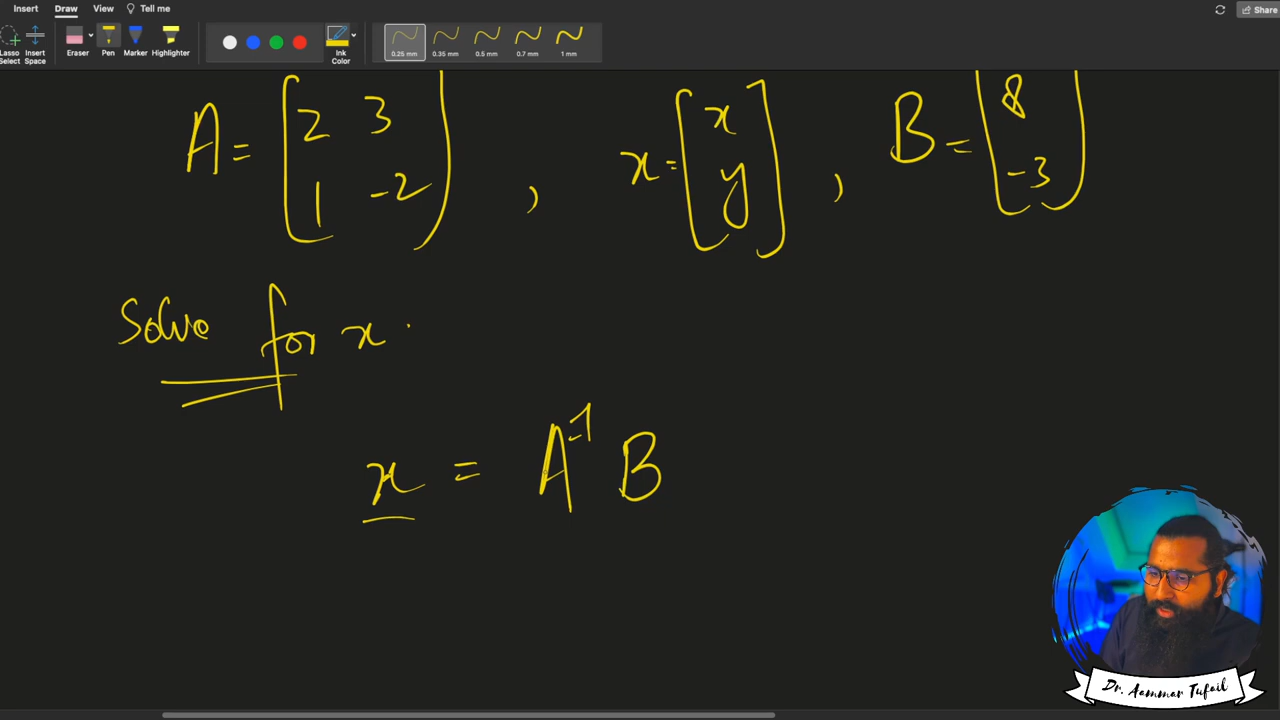 Insert Draw View Tell me
Share
Lasso Select Insert Space Eraser Pen Marker Highlighter Ink Color 0.25 mm 0.35 mm 0.5 mm 0.7 mm 1 mm
A = [2 3 , x = [x , B = [8
1 -2] y] -3]
Solve for x .
x = A⁻¹ B
Dr. Aammar Tufail